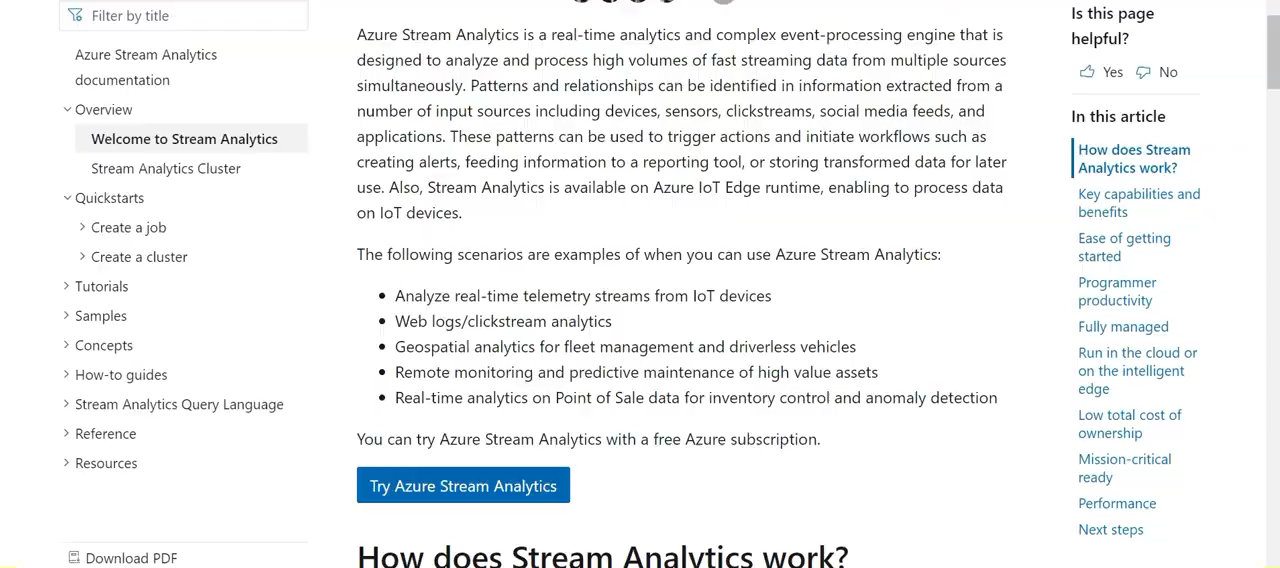 Filter by title
Azure Stream Analytics
documentation
Overview
Welcome to Stream Analytics
Stream Analytics Cluster
Quickstarts
Create a job
Create a cluster
Tutorials
Samples
Concepts
How-to guides
Stream Analytics Query Language
Reference
Resources
Download PDF
Azure Stream Analytics is a real-time analytics and complex event-processing engine that is
designed to analyze and process high volumes of fast streaming data from multiple sources
simultaneously. Patterns and relationships can be identified in information extracted from a
number of input sources including devices, sensors, clickstreams, social media feeds, and
applications. These patterns can be used to trigger actions and initiate workflows such as
creating alerts, feeding information to a reporting tool, or storing transformed data for later
use. Also, Stream Analytics is available on Azure IoT Edge runtime, enabling to process data
on IoT devices.
The following scenarios are examples of when you can use Azure Stream Analytics:
Analyze real-time telemetry streams from IoT devices
Web logs/clickstream analytics
Geospatial analytics for fleet management and driverless vehicles
Remote monitoring and predictive maintenance of high value assets
Real-time analytics on Point of Sale data for inventory control and anomaly detection
You can try Azure Stream Analytics with a free Azure subscription.
Try Azure Stream Analytics
How does Stream Analytics work?
Is this page
helpful?
Yes No
In this article
How does Stream
Analytics work?
Key capabilities and
benefits
Ease of getting
started
Programmer
productivity
Fully managed
Run in the cloud or
on the intelligent
edge
Low total cost of
ownership
Mission-critical
ready
Performance
Next steps